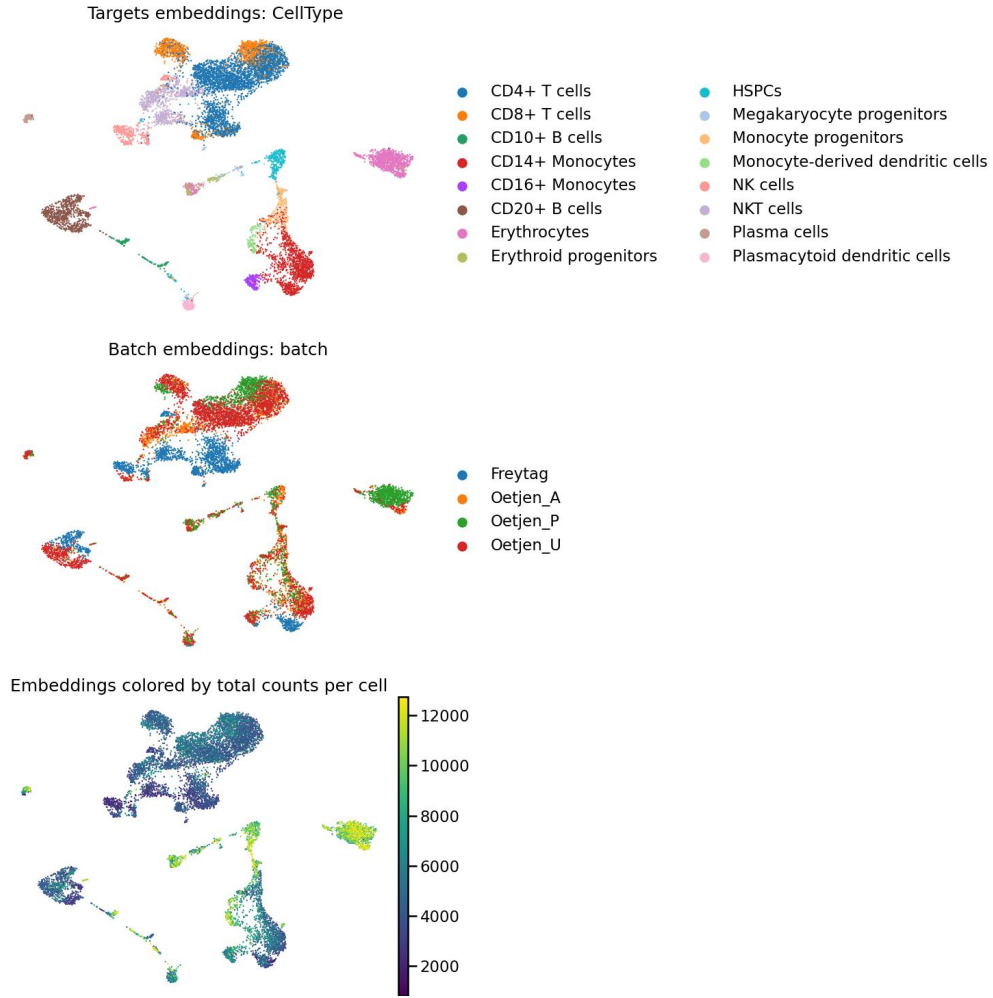 Targets embeddings: CellType
CD4+ T cells
CD8+ T cells
CD10+ B cells
CD14+ Monocytes
CD16+ Monocytes
CD20+ B cells
Erythrocytes
Erythroid progenitors
HSPCs
Megakaryocyte progenitors
Monocyte progenitors
Monocyte-derived dendritic cells
NK cells
NKT cells
Plasma cells
Plasmacytoid dendritic cells
Batch embeddings: batch
Freytag
Oetjen_A
Oetjen_P
Oetjen_U
Embeddings colored by total counts per cell
12000
10000
8000
6000
4000
2000